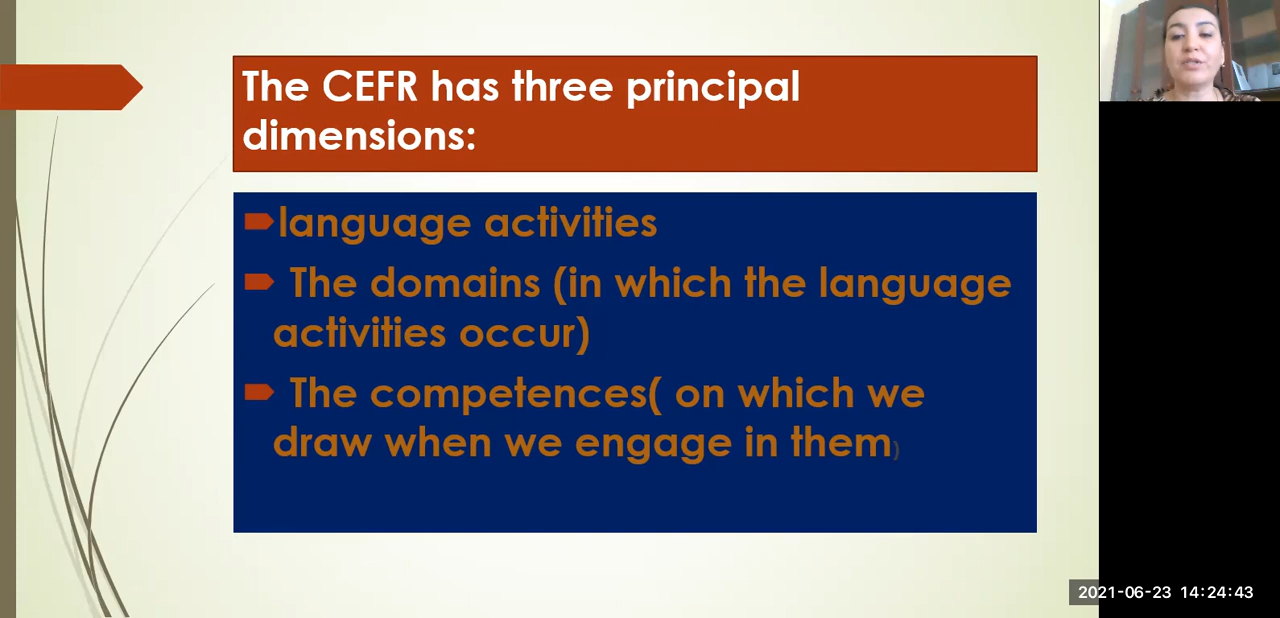 The CEFR has three principal
dimensions:
language activities
The domains (in which the language
activities occur)
The competences( on which we
draw when we engage in them)
2021-06-23 14:24:43